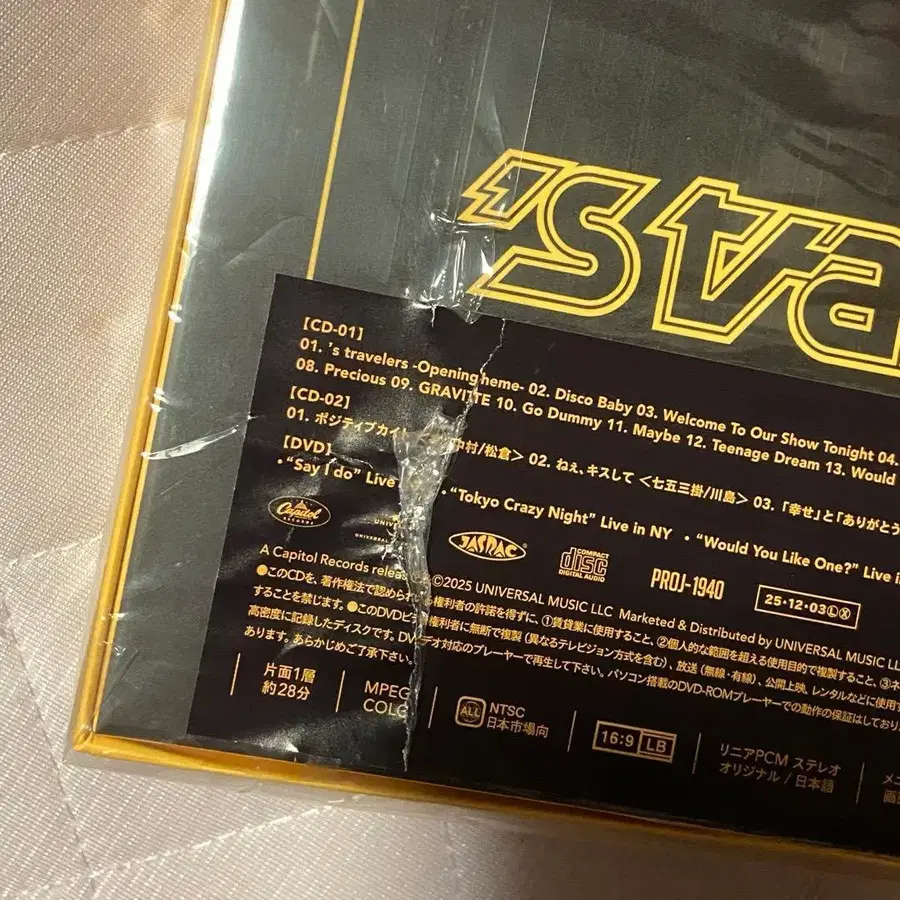 'STRA
【CD-01】
01. 's travelers -Opening heme- 02. Disco Baby 03. Welcome To Our Show Tonight 04.
08. Precious 09. GRAVITTE 10. Go Dummy 11. Maybe 12. Teenage Dream 13. Would
【CD-02】
01. ポジティブカイ 中村/松倉> 02. ねぇ、キスして <七五三掛/川島> 03. 「幸せ」と「ありがとう
【DVD】
・“Say I do” Live ・“Tokyo Crazy Night” Live in NY ・“Would You Like One?” Live in
Capitol
RECORDS
UNIVERS
UNIVERSAL
JASRAC
COMPACT
disc
DIGITAL AUDIO
PROJ-1940
25・12・03ⓁⓍ
A Capitol Records relea ©2025 UNIVERSAL MUSIC LLC Marketed & Distributed by UNIVERSAL MUSIC LLC
●このCDを、著作権法で認められ 権利者の許諾を得ずに、①賃貸業に使用すること、②個人的な範囲を超える使用目的で複製すること、③ネ
することを禁じます。●このDVDビ 権利者に無断で複製（異なるテレビジョン方式を含む）、放送（無線・有線）、公開上映、レンタルなどに使用す
高密度に記録したディスクです。DV デオ対応のプレーヤーで再生して下さい。パソコン搭載のDVD-ROMプレーヤーでの動作の保証はしており
あります。あらかじめご了承下さい。
片面1層
約28分
MPEG
COLO
ALL
NTSC
日本市場向
16:9 LB
リニアPCM ステレオ
オリジナル / 日本語
メニ
画面